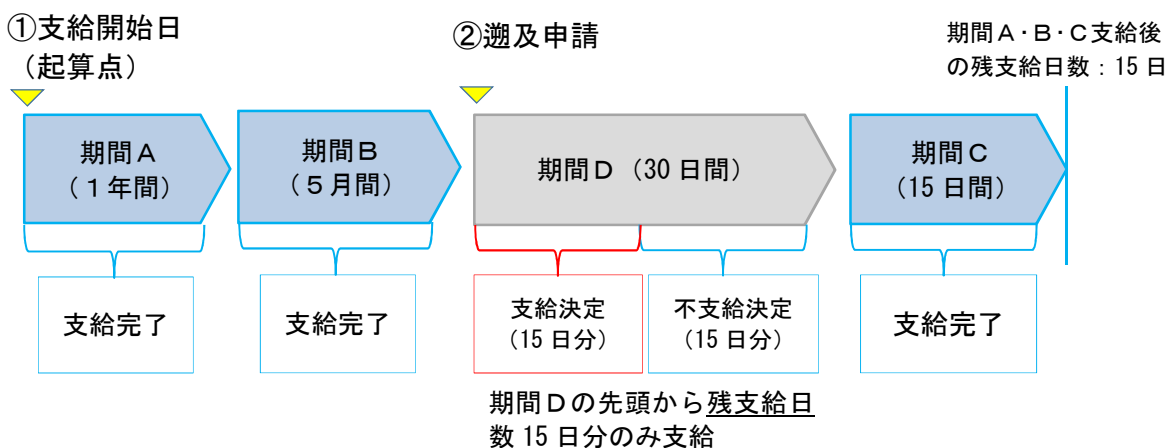 ①支給開始日
（起算点）
②遡及申請
期間Ａ･Ｂ･Ｃ支給後
の残支給日数：15 日
期間Ａ
（１年間）
期間Ｂ
（５月間）
期間Ｄ（30 日間）
期間Ｃ
（15 日間）
支給完了
支給完了
支給決定
（15 日分）
不支給決定
（15 日分）
支給完了
期間Ｄの先頭から残支給日
数 15 日分のみ支給